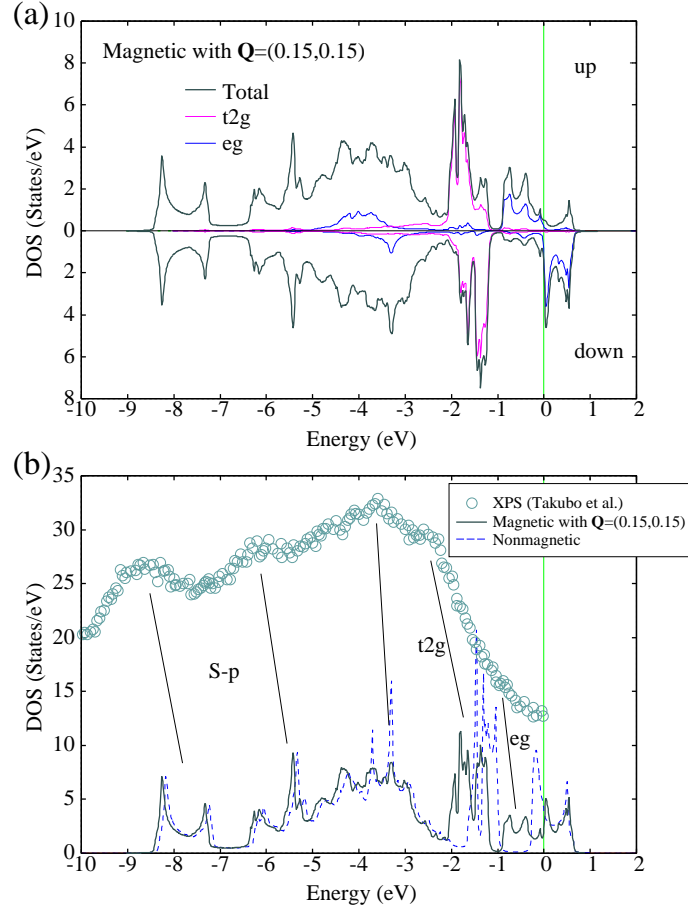 (a)
Magnetic with Q=(0.15,0.15)
Total
t2g
eg
up
down
DOS (States/eV)
8
6
4
2
0
2
4
6
8
-10 -9 -8 -7 -6 -5 -4 -3 -2 -1 0 1 2
Energy (eV)
(b)
XPS (Takubo et al.)
Magnetic with Q=(0.15,0.15)
Nonmagnetic
S-p
t2g
eg
DOS (States/eV)
35
30
25
20
15
10
5
0
-10 -9 -8 -7 -6 -5 -4 -3 -2 -1 0 1 2
Energy (eV)